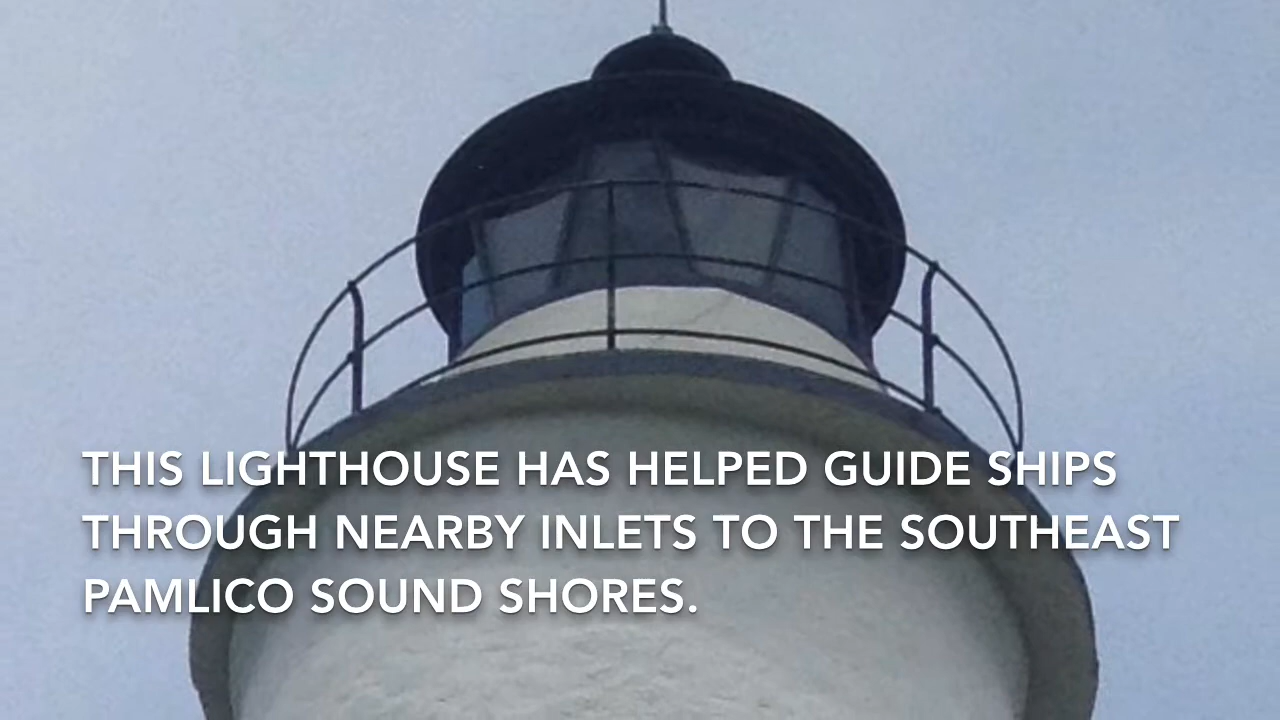 THIS LIGHTHOUSE HAS HELPED GUIDE SHIPS
THROUGH NEARBY INLETS TO THE SOUTHEAST
PAMLICO SOUND SHORES.